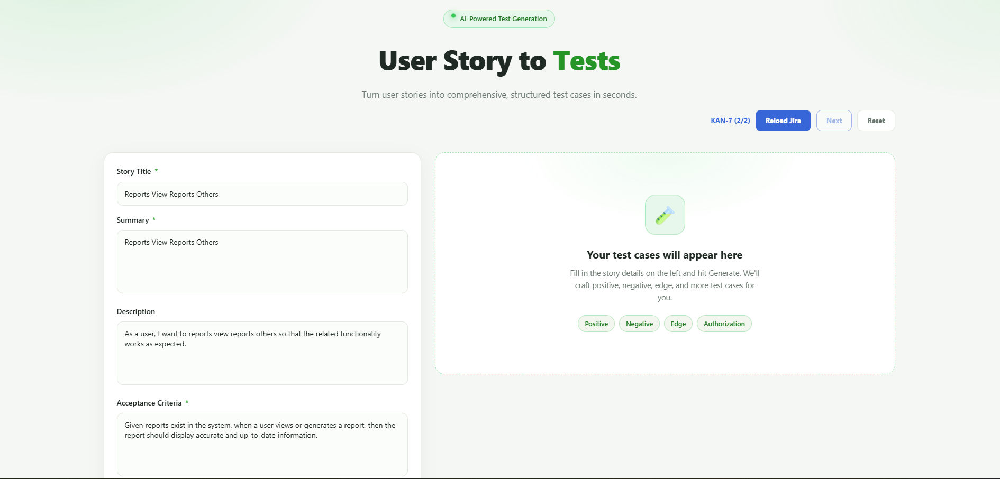 AI-Powered Test Generation
User Story to Tests
Turn user stories into comprehensive, structured test cases in seconds.
KAN-7 (2/2)
Reload Jira
Next
Reset
Story Title *
Reports View Reports Others
Summary *
Reports View Reports Others
Description
As a user, I want to reports view reports others so that the related functionality
works as expected.
Acceptance Criteria *
Given reports exist in the system, when a user views or generates a report, then the
report should display accurate and up-to-date information.
Your test cases will appear here
Fill in the story details on the left and hit Generate. We'll
craft positive, negative, edge, and more test cases for
you.
Positive
Negative
Edge
Authorization